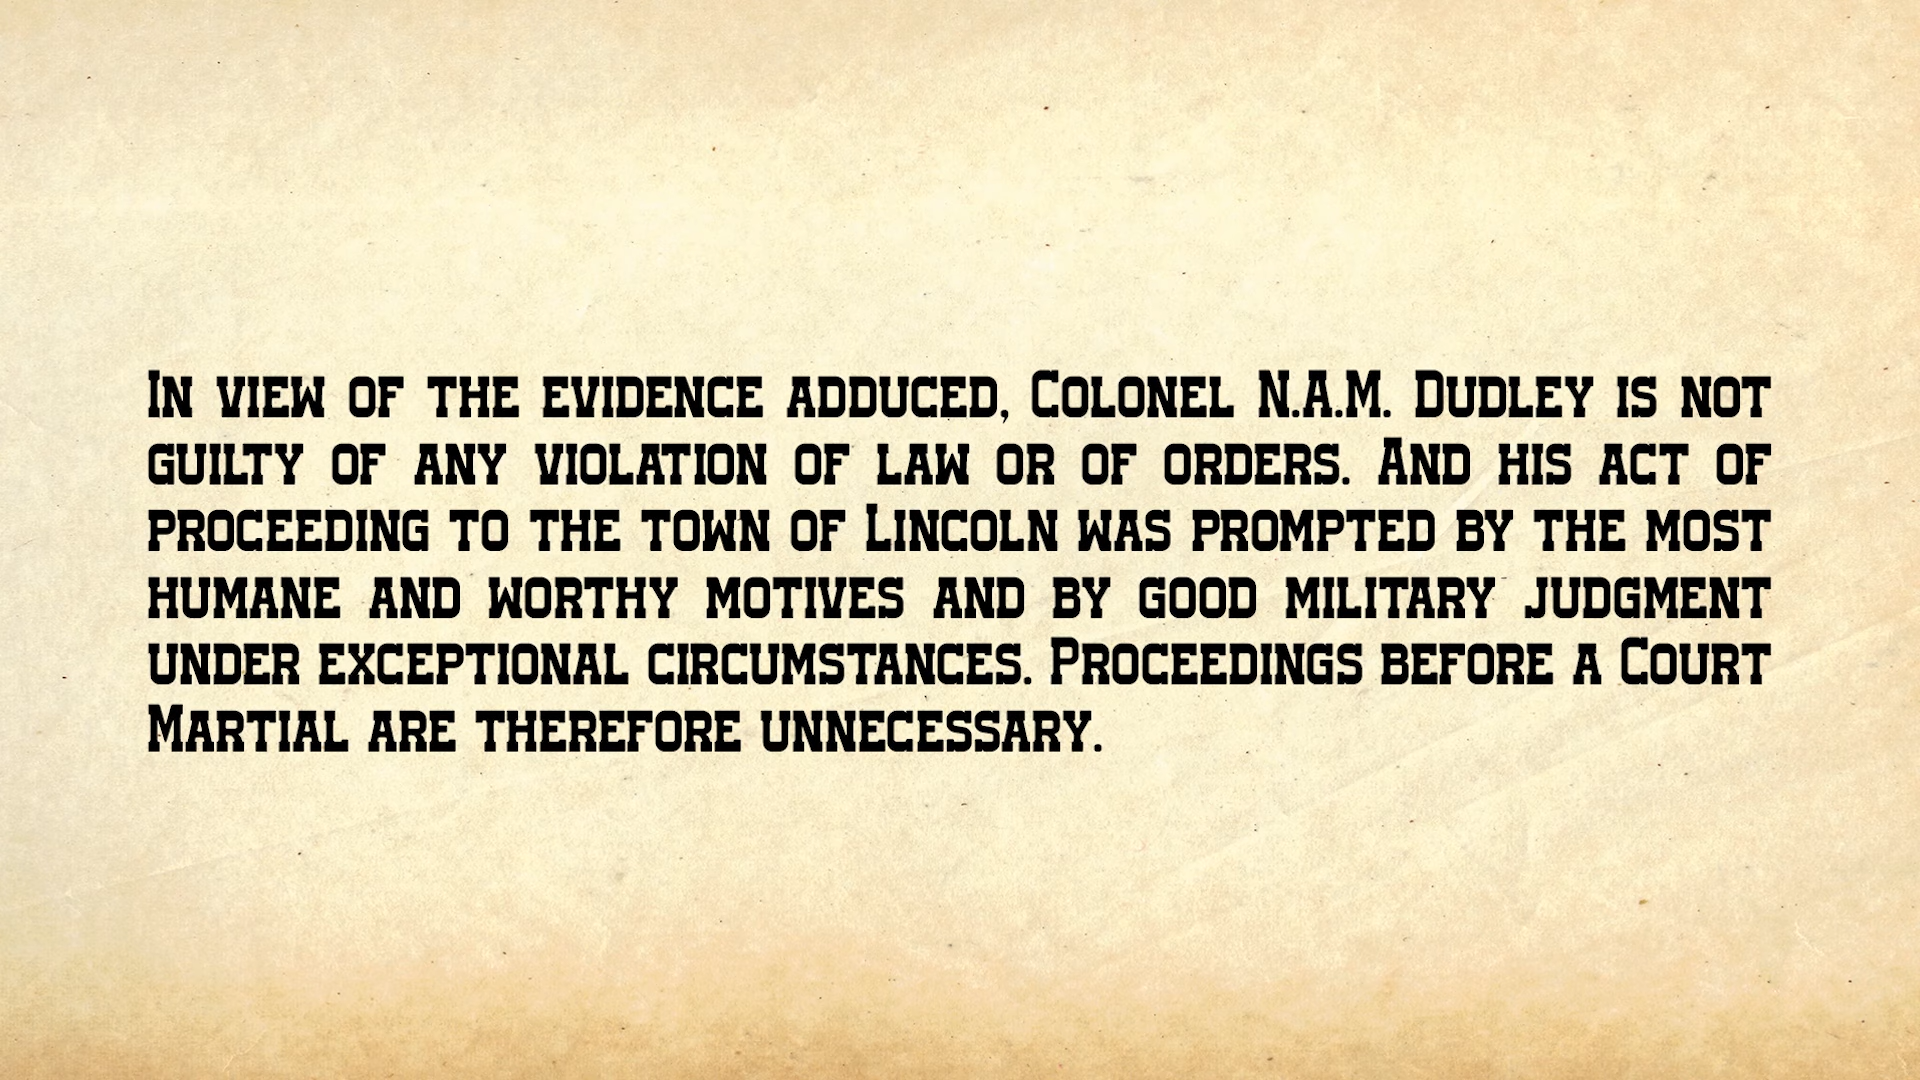 In view of the evidence adduced, Colonel N.A.M. Dudley is not
guilty of any violation of law or of orders. And his act of
proceeding to the town of Lincoln was prompted by the most
humane and worthy motives and by good military judgment
under exceptional circumstances. Proceedings before a Court
Martial are therefore unnecessary.